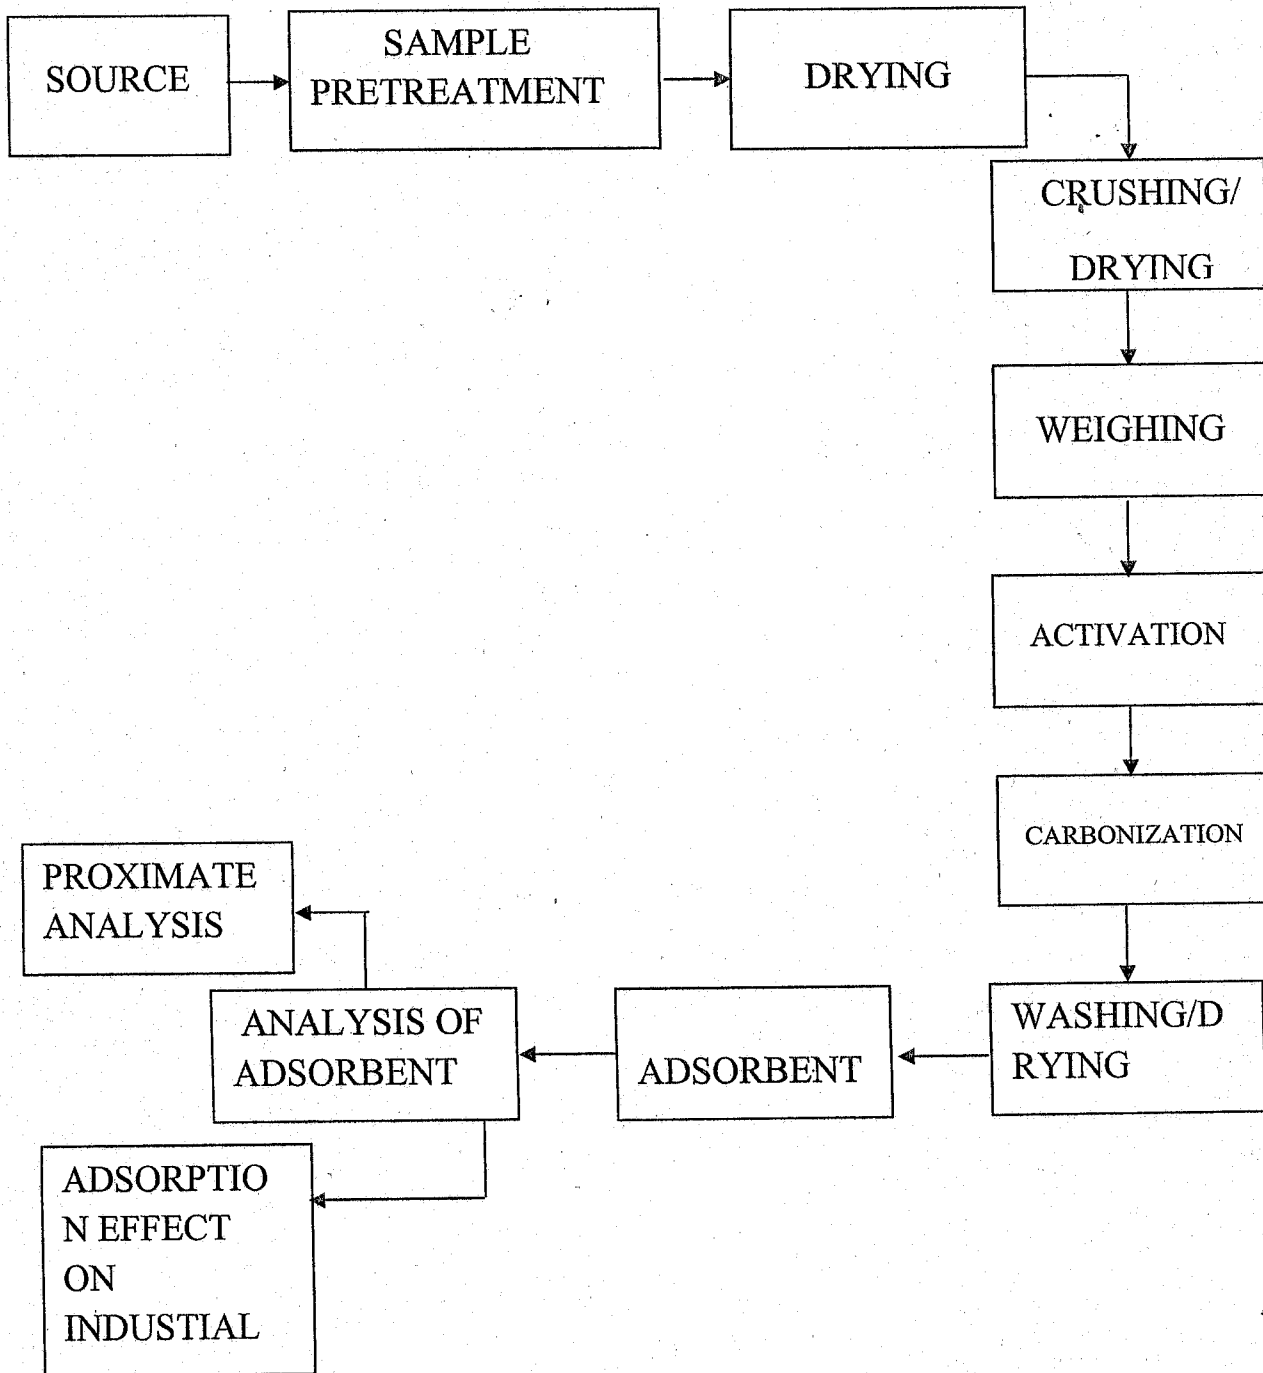 SOURCE
SAMPLE
PRETREATMENT
DRYING
CRUSHING/
DRYING
WEIGHING
ACTIVATION
CARBONIZATION
WASHING/D
RYING
ADSORBENT
ANALYSIS OF
ADSORBENT
PROXIMATE
ANALYSIS
ADSORPTIO
N EFFECT
ON
INDUSTIAL